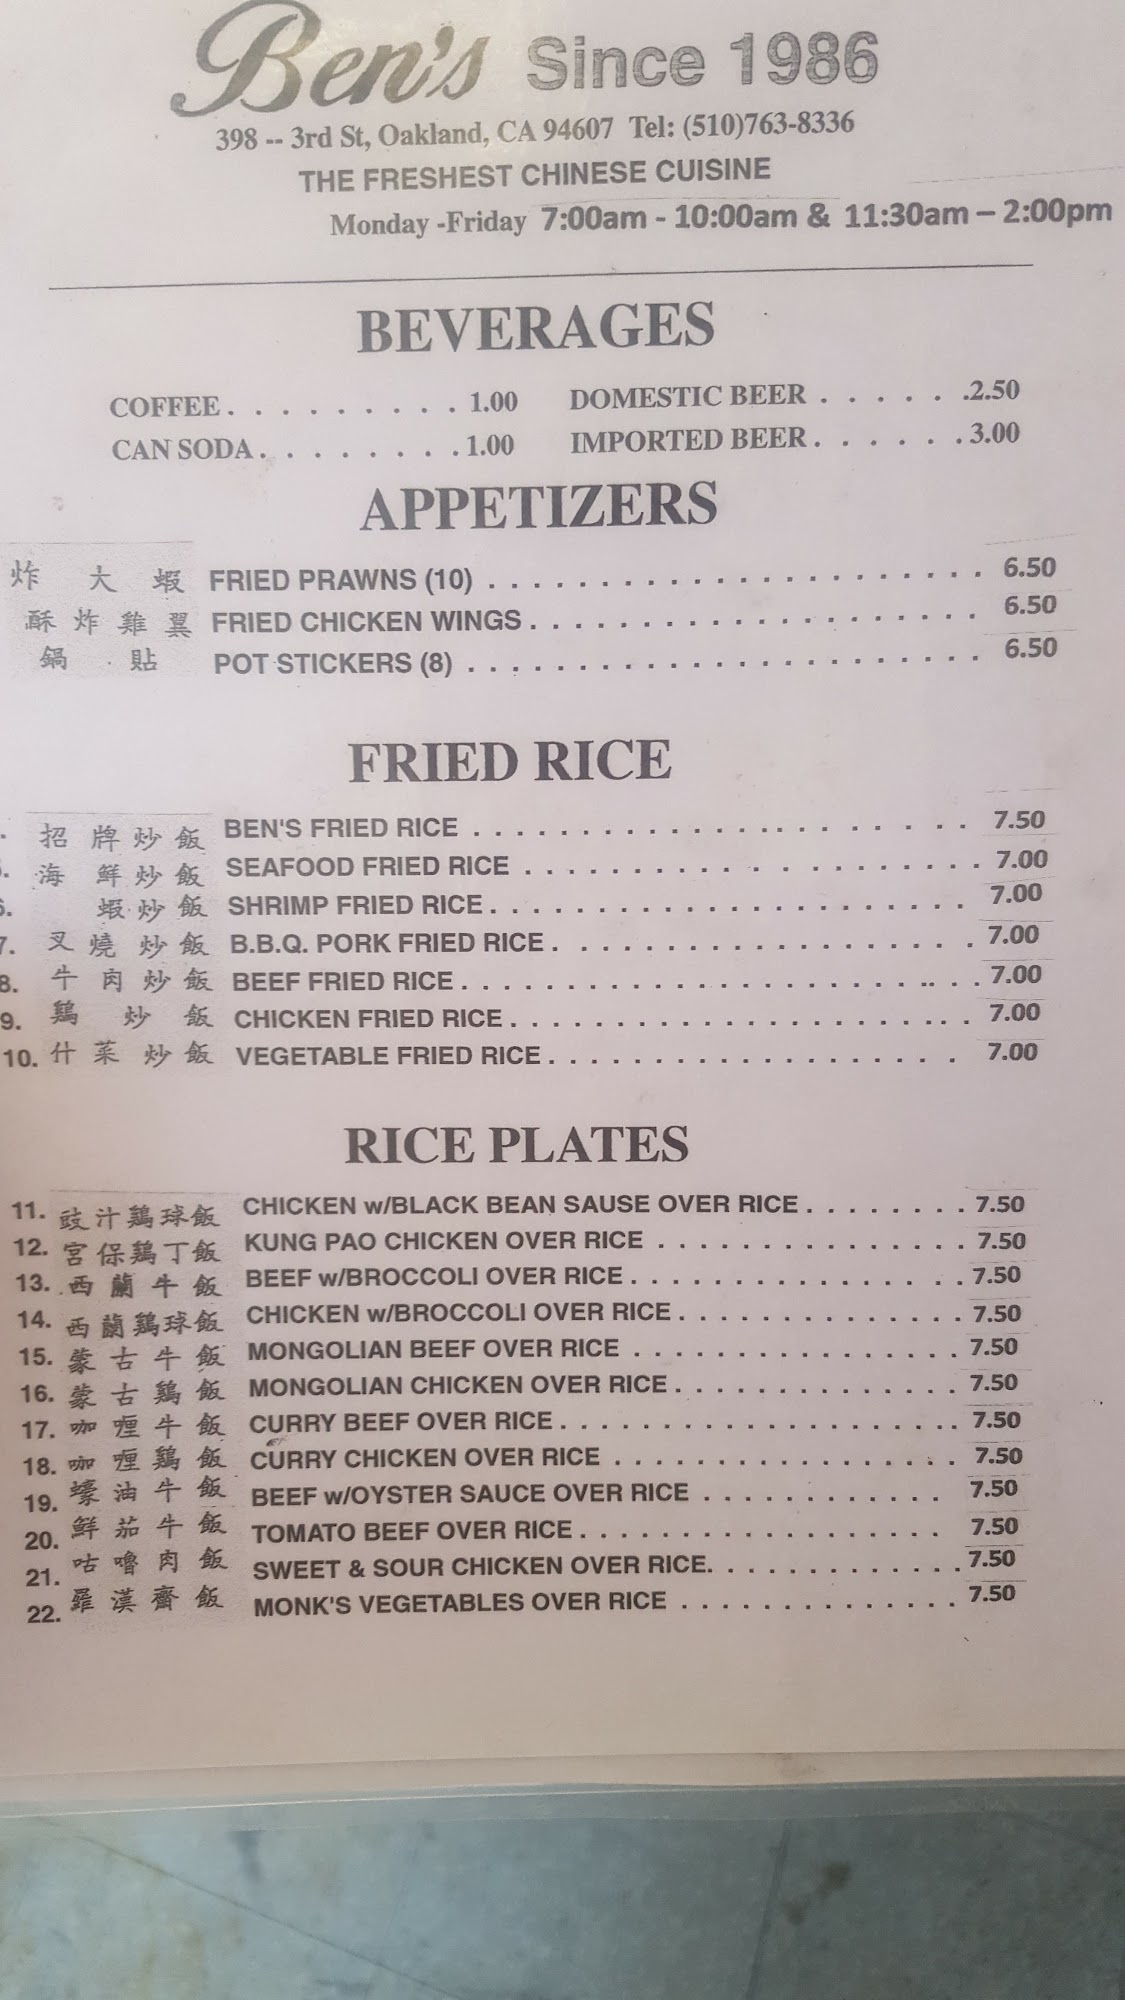 Ben's Since 1986
398 -- 3rd St, Oakland, CA 94607 Tel: (510)763-8336
THE FRESHEST CHINESE CUISINE
Monday -Friday 7:00am - 10:00am & 11:30am – 2:00pm
BEVERAGES
COFFEE. . . . . . . . . . 1.00 DOMESTIC BEER . . . . . .2.50
CAN SODA. . . . . . . . .1.00 IMPORTED BEER. . . . . . .3.00
APPETIZERS
炸大蝦 FRIED PRAWNS (10) . . . . . . . . . . . . . . . . . . . . . . . . 6.50
酥炸雞翼 FRIED CHICKEN WINGS. . . . . . . . . . . . . . . . . . . . . . 6.50
鍋貼 POT STICKERS (8) . . . . . . . . . . . . . . . . . . . . . . . . 6.50
FRIED RICE
招牌炒飯 BEN'S FRIED RICE . . . . . . . . . . . . . . . . . . . . . . 7.50
海鮮炒飯 SEAFOOD FRIED RICE . . . . . . . . . . . . . . . . . . . . . 7.00
蝦炒飯 SHRIMP FRIED RICE. . . . . . . . . . . . . . . . . . . . . . 7.00
7. 叉燒炒飯 B.B.Q. PORK FRIED RICE. . . . . . . . . . . . . . . . . . . 7.00
8. 牛肉炒飯 BEEF FRIED RICE. . . . . . . . . . . . . . . . . . .. . . 7.00
9. 鷄炒飯 CHICKEN FRIED RICE. . . . . . . . . . . . . . . . . . . . . 7.00
10. 什菜炒飯 VEGETABLE FRIED RICE. . . . . . . . . . . . . . . . . . 7.00
RICE PLATES
11. 豉汁鷄球飯 CHICKEN w/BLACK BEAN SAUSE OVER RICE. . . . . . . . 7.50
12. 宮保鷄丁飯 KUNG PAO CHICKEN OVER RICE . . . . . . . . . . . . . . . 7.50
13. 西蘭牛飯 BEEF w/BROCCOLI OVER RICE. . . . . . . . . . . . . . . . 7.50
14. 西蘭鷄球飯 CHICKEN w/BROCCOLI OVER RICE. . . . . . . . . . . . . . 7.50
15. 蒙古牛飯 MONGOLIAN BEEF OVER RICE . . . . . . . . . . . . . . . . 7.50
16. 蒙古鷄飯 MONGOLIAN CHICKEN OVER RICE. . . . . . . . . . . . . . 7.50
17. 咖喱牛飯 CURRY BEEF OVER RICE. . . . . . . . . . . . . . . . . . . 7.50
18. 咖喱鷄飯 CURRY CHICKEN OVER RICE . . . . . . . . . . . . . . . . . 7.50
19. 蠔油牛飯 BEEF w/OYSTER SAUCE OVER RICE . . . . . . . . . . . . 7.50
20. 鮮茄牛飯 TOMATO BEEF OVER RICE. . . . . . . . . . . . . . . . . . 7.50
21. 咕嚕肉飯 SWEET & SOUR CHICKEN OVER RICE. . . . . . . . . . . . .7.50
22. 羅漢齋飯 MONK'S VEGETABLES OVER RICE . . . . . . . . . . . . . . 7.50